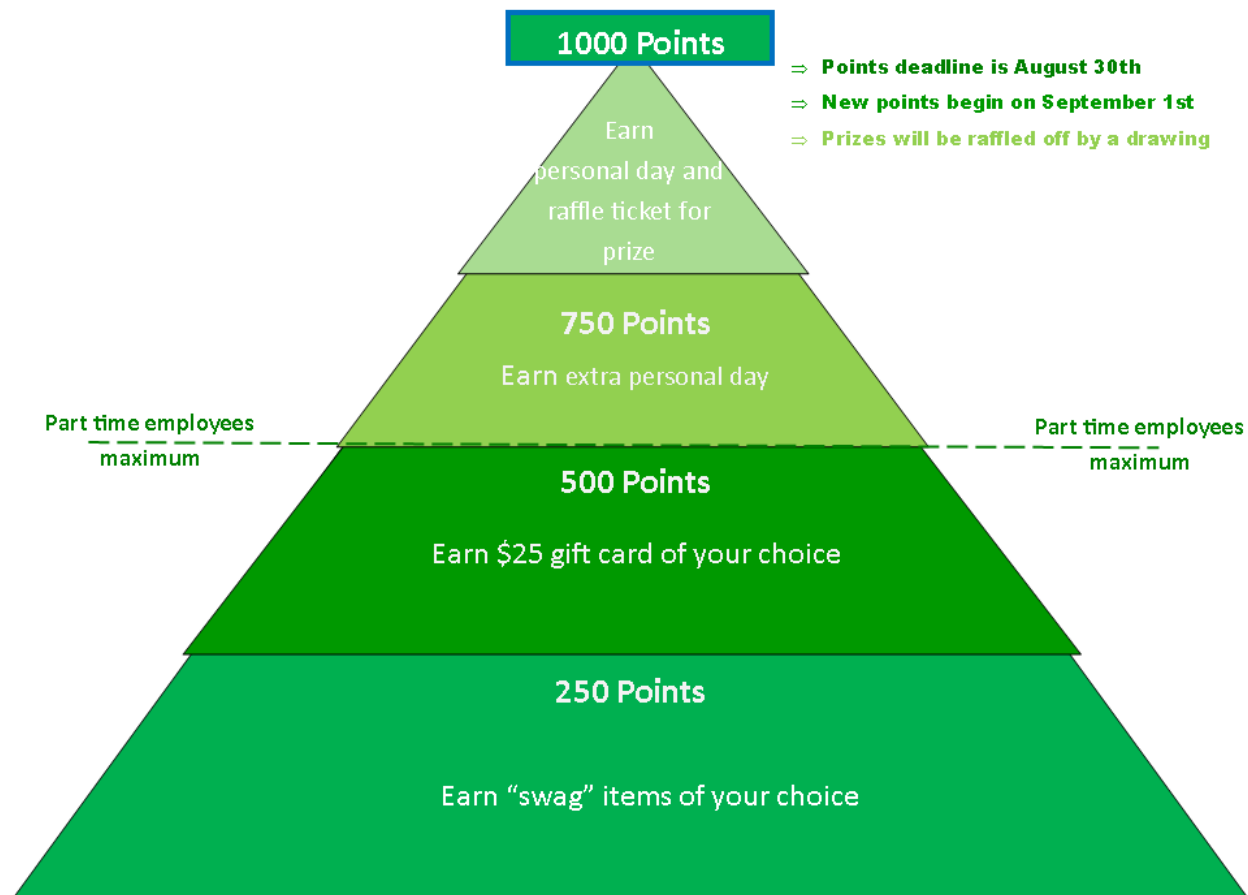 1000 Points
⇒ Points deadline is August 30th
⇒ New points begin on September 1st
⇒ Prizes will be raffled off by a drawing
Earn
personal day and
raffle ticket for
prize
750 Points
Earn extra personal day
Part time employees
maximum
Part time employees
maximum
500 Points
Earn $25 gift card of your choice
250 Points
Earn “swag” items of your choice